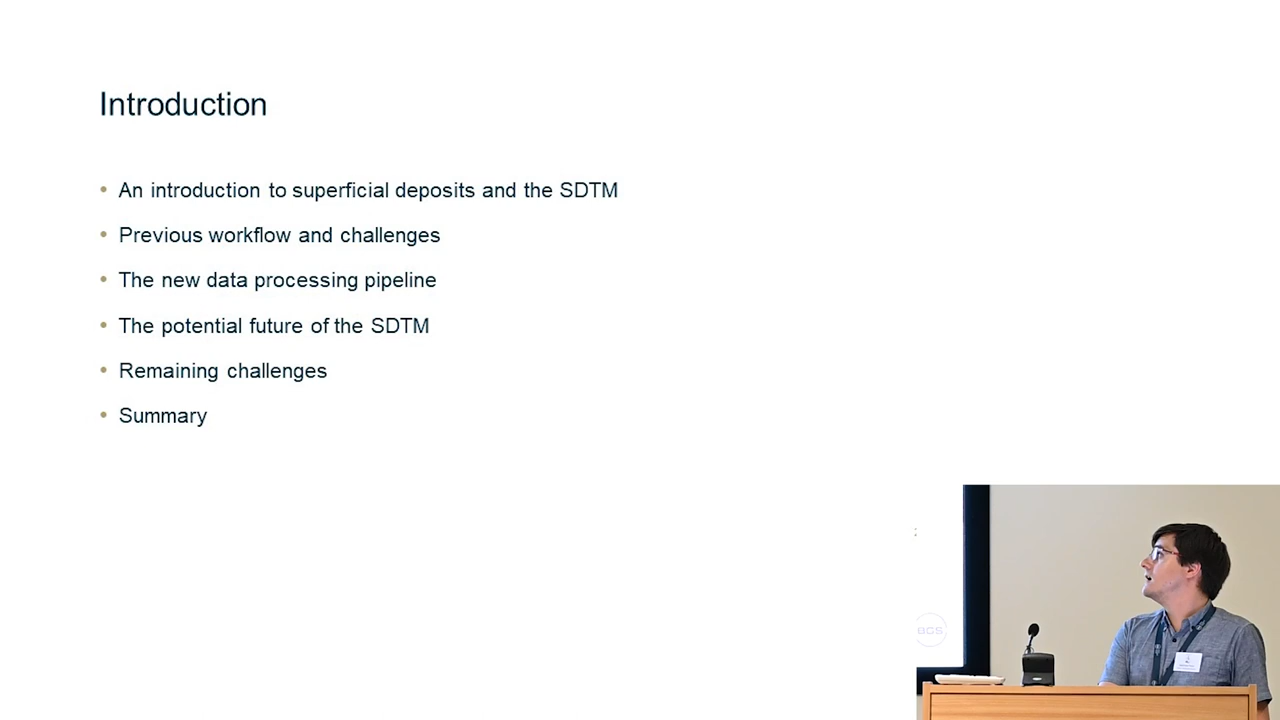 Introduction
• An introduction to superficial deposits and the SDTM
• Previous workflow and challenges
• The new data processing pipeline
• The potential future of the SDTM
• Remaining challenges
• Summary
BGS